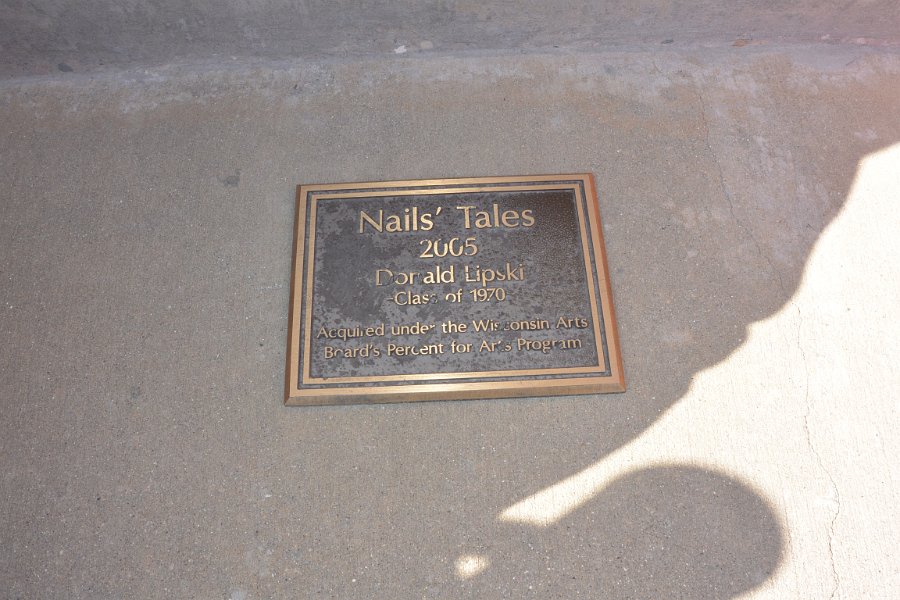 Nails' Tales
2005
Donald Lipski
Class of 1970
Acquired under the Wisconsin Arts
Board's Percent for Arts Program